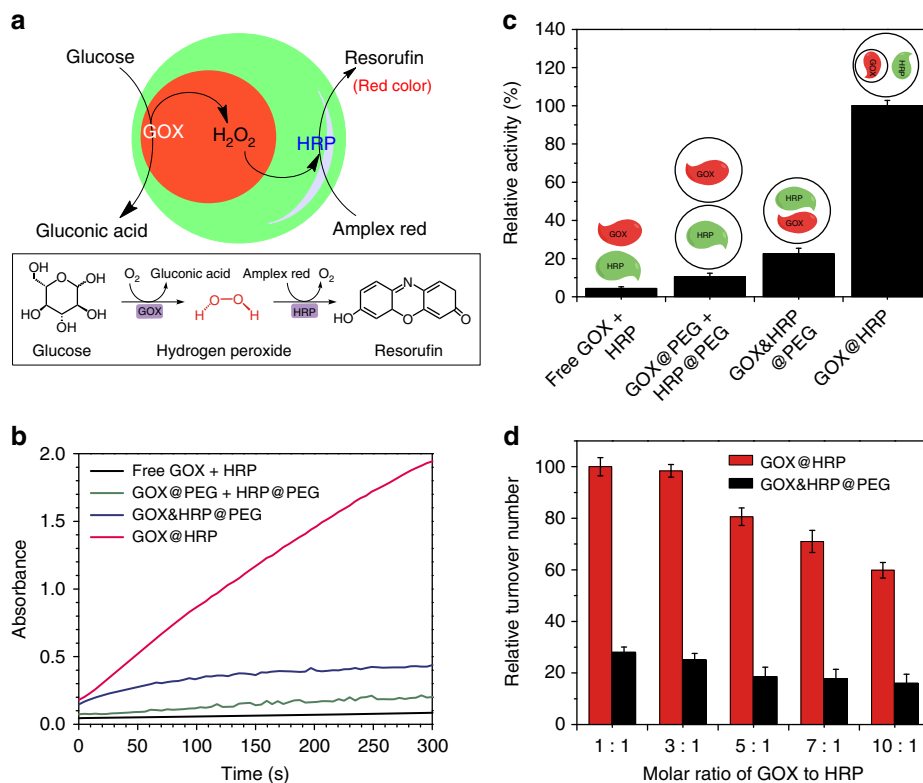 a
Glucose
Resorufin
(Red color)
GOX
H2O2
HRP
Gluconic acid
Amplex red
OH
HO
O
OH
HO
OH
OH
Glucose
O2
Gluconic acid
GOX
O
O
H
H
Hydrogen peroxide
Amplex red
O2
HRP
N
HO
O
O
Resorufin
b
Absorbance
2.0
1.5
1.0
0.5
0.0
Free GOX + HRP
GOX@PEG + HRP@PEG
GOX&HRP@PEG
GOX@HRP
0
50
100
150
200
250
300
Time (s)
c
Relative activity (%)
140
120
100
80
60
40
20
0
GOX
HRP
GOX
HRP
HRP
GOX
GOX
HRP
Free GOX +
HRP
GOX@PEG +
HRP@PEG
GOX&HRP
@PEG
GOX@HRP
d
Relative turnover number
100
80
60
40
20
0
GOX@HRP
GOX&HRP@PEG
1 : 1
3 : 1
5 : 1
7 : 1
10 : 1
Molar ratio of GOX to HRP